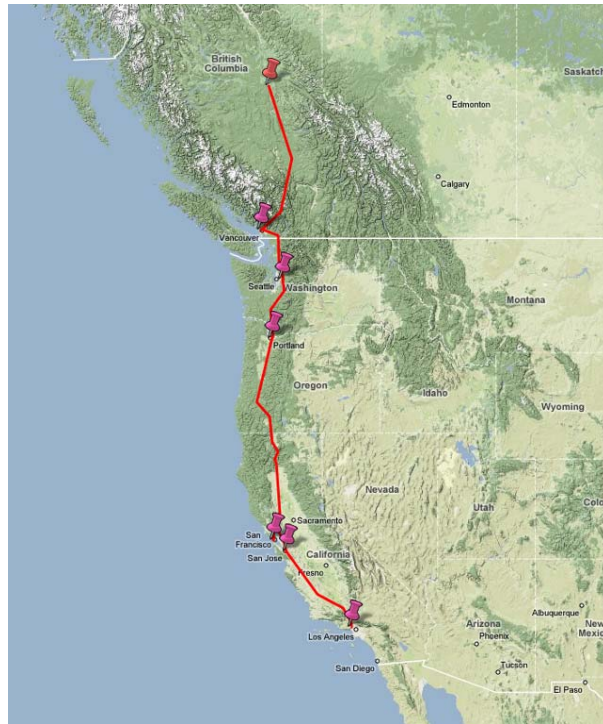 British
Columbia
Saskatch
Edmonton
Calgary
Vancouver
Seattle
Washington
Montana
Portland
Oregon
Idaho
Wyoming
Nevada
Utah
Colo
Sacramento
San
Francisco
San Jose
California
Fresno
Albuquerque
New
Mexico
Arizona
Phoenix
Los Angeles
San Diego
Tucson
El Paso